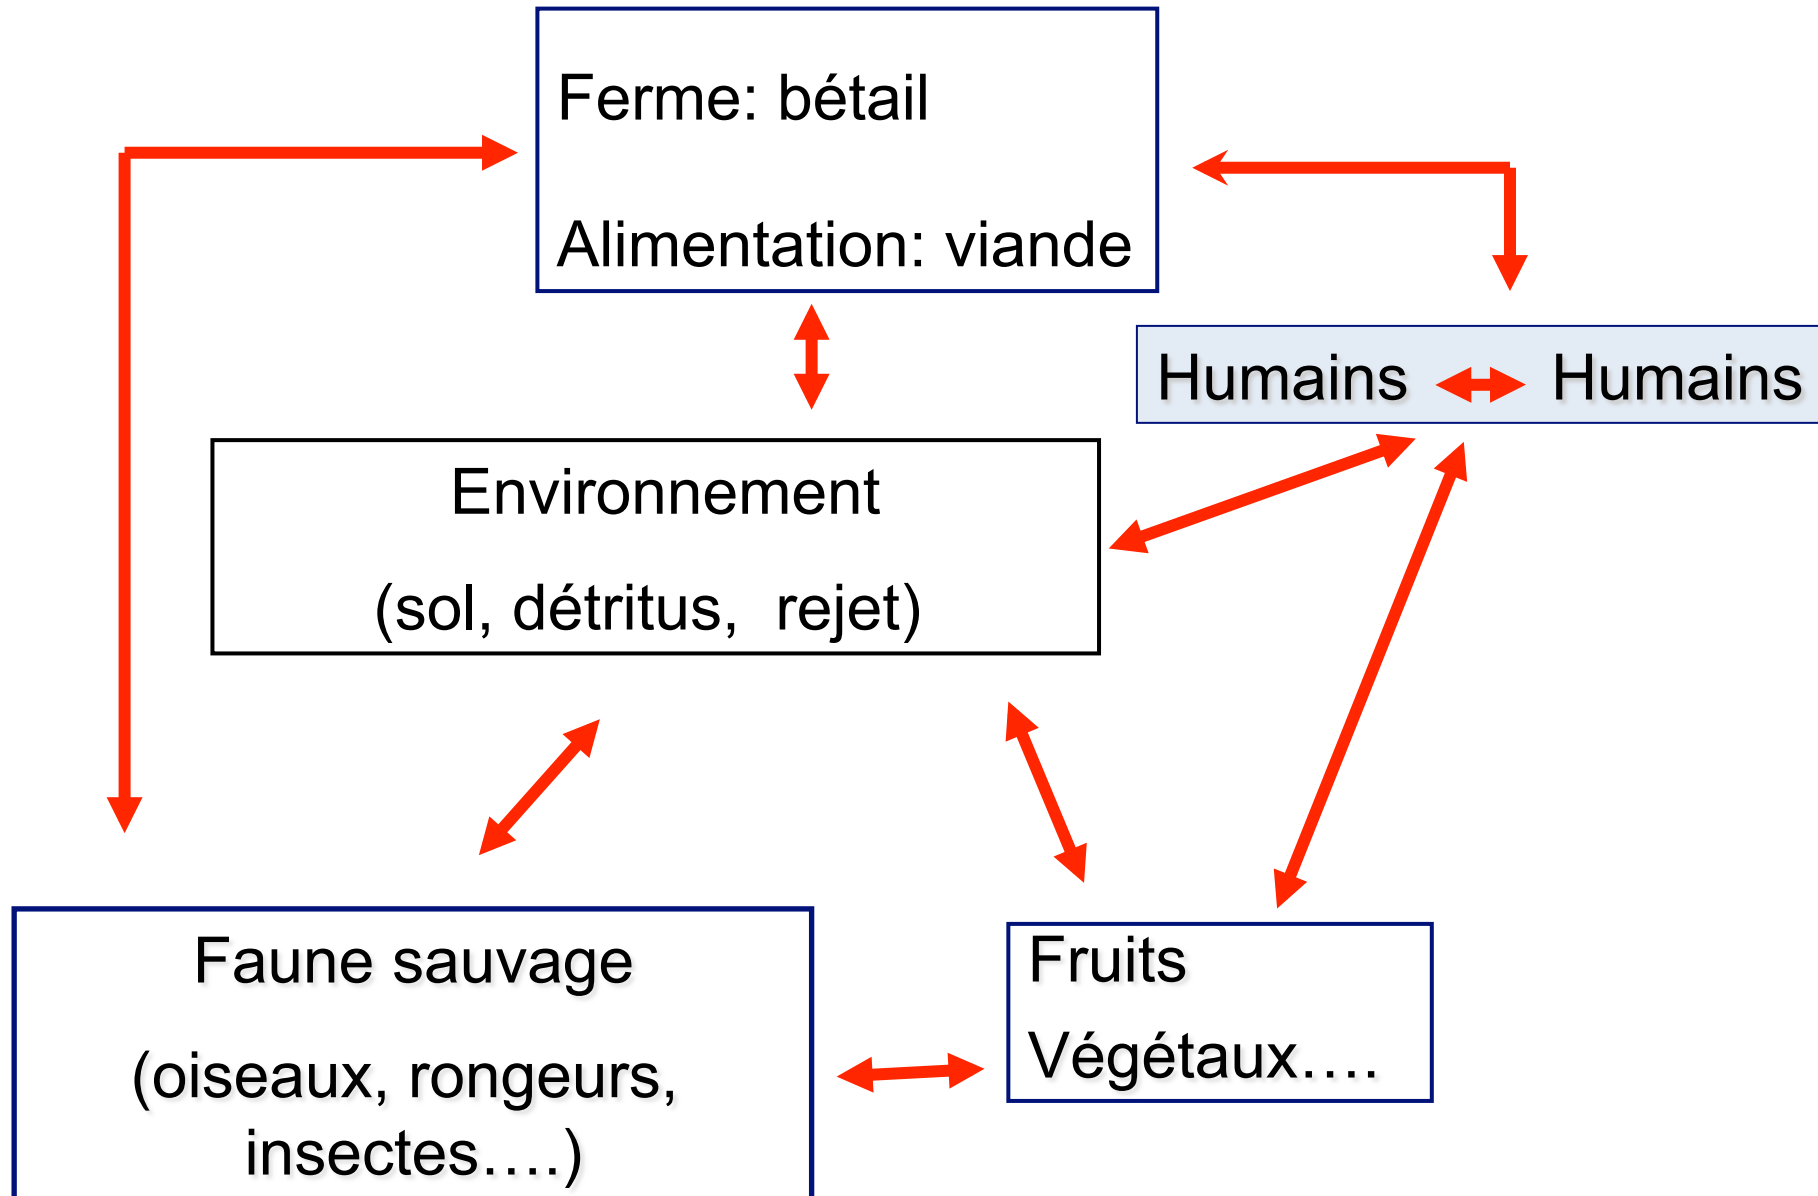 Ferme: bétail
Alimentation: viande
Humains Humains
Environnement
(sol, détritus, rejet)
Faune sauvage
(oiseaux, rongeurs,
insectes….)
Fruits
Végétaux….